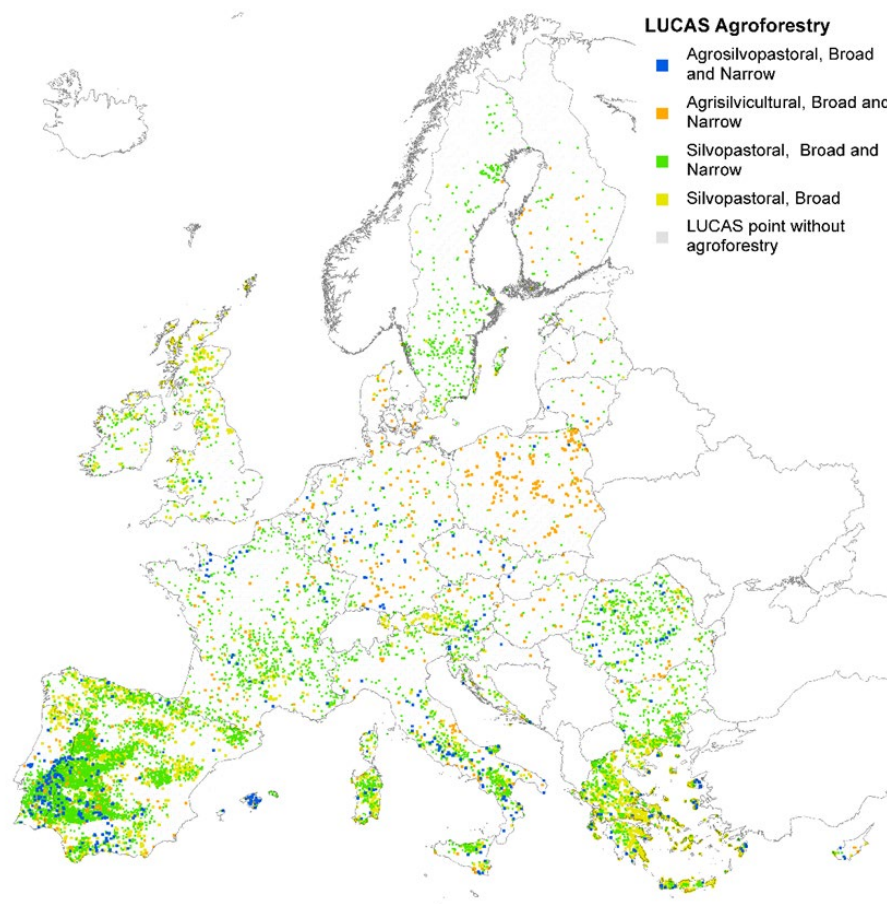 LUCAS Agroforestry
Agrosilvopastoral, Broad
and Narrow
Agrisilvicultural, Broad and
Narrow
Silvopastoral, Broad and
Narrow
Silvopastoral, Broad
LUCAS point without
agroforestry